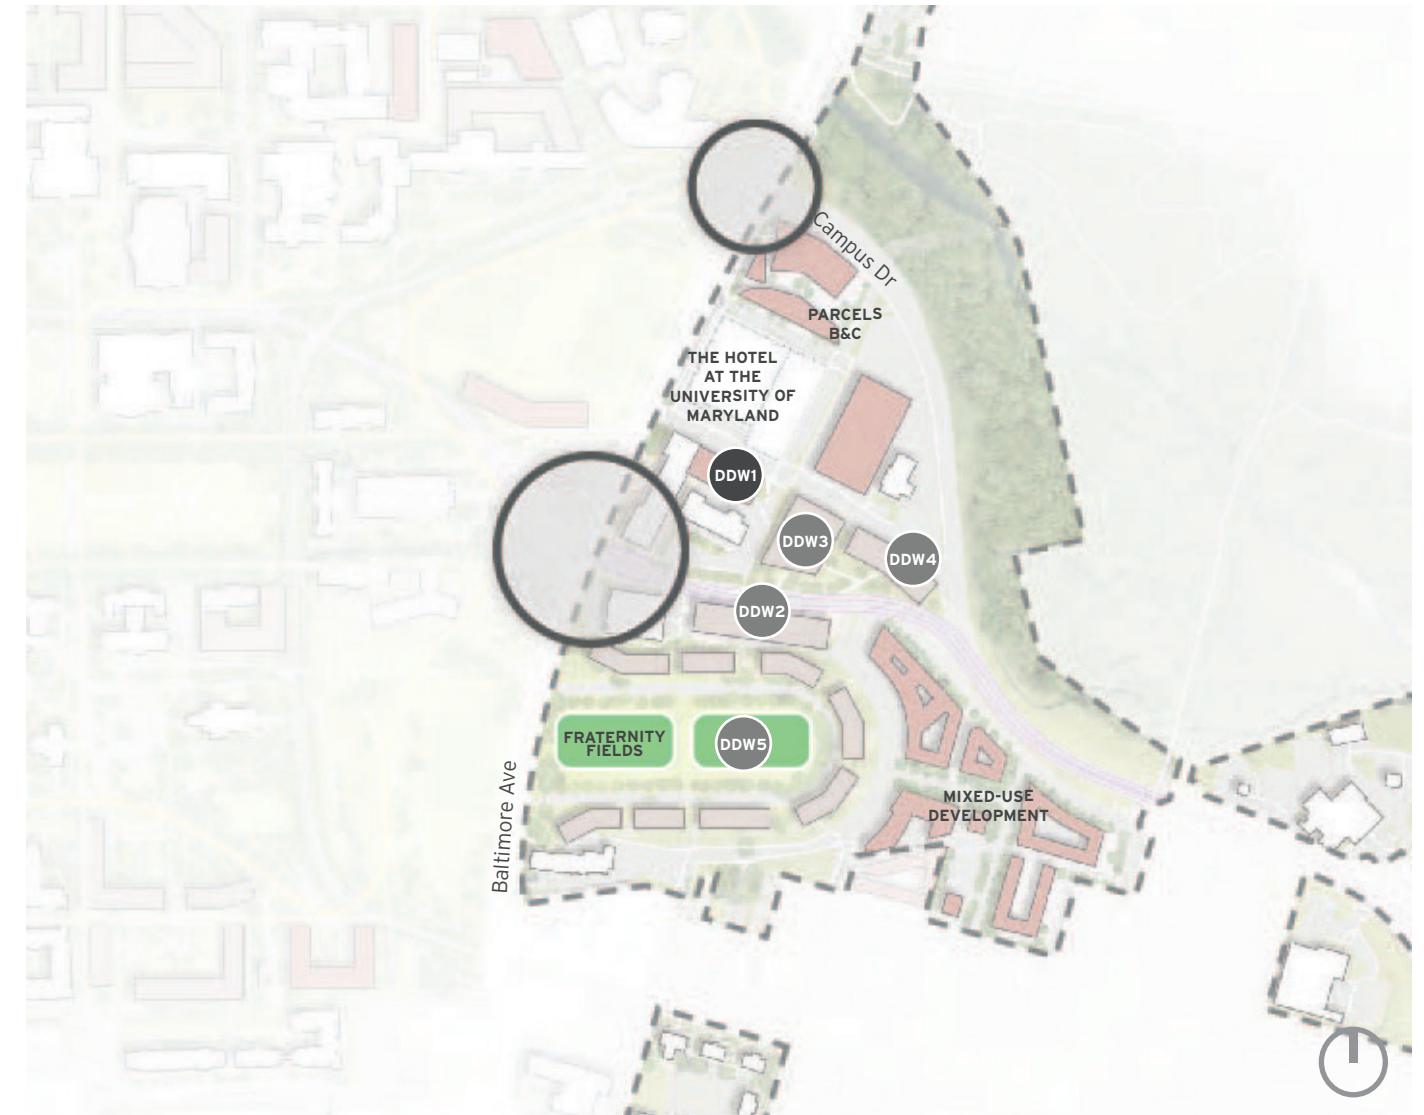 Campus Dr
PARCELS
B&C
THE HOTEL
AT THE
UNIVERSITY OF
MARYLAND
DDW1
DDW3
DDW4
DDW2
FRATERNITY
FIELDS
DDW5
Baltimore Ave
MIXED-USE
DEVELOPMENT